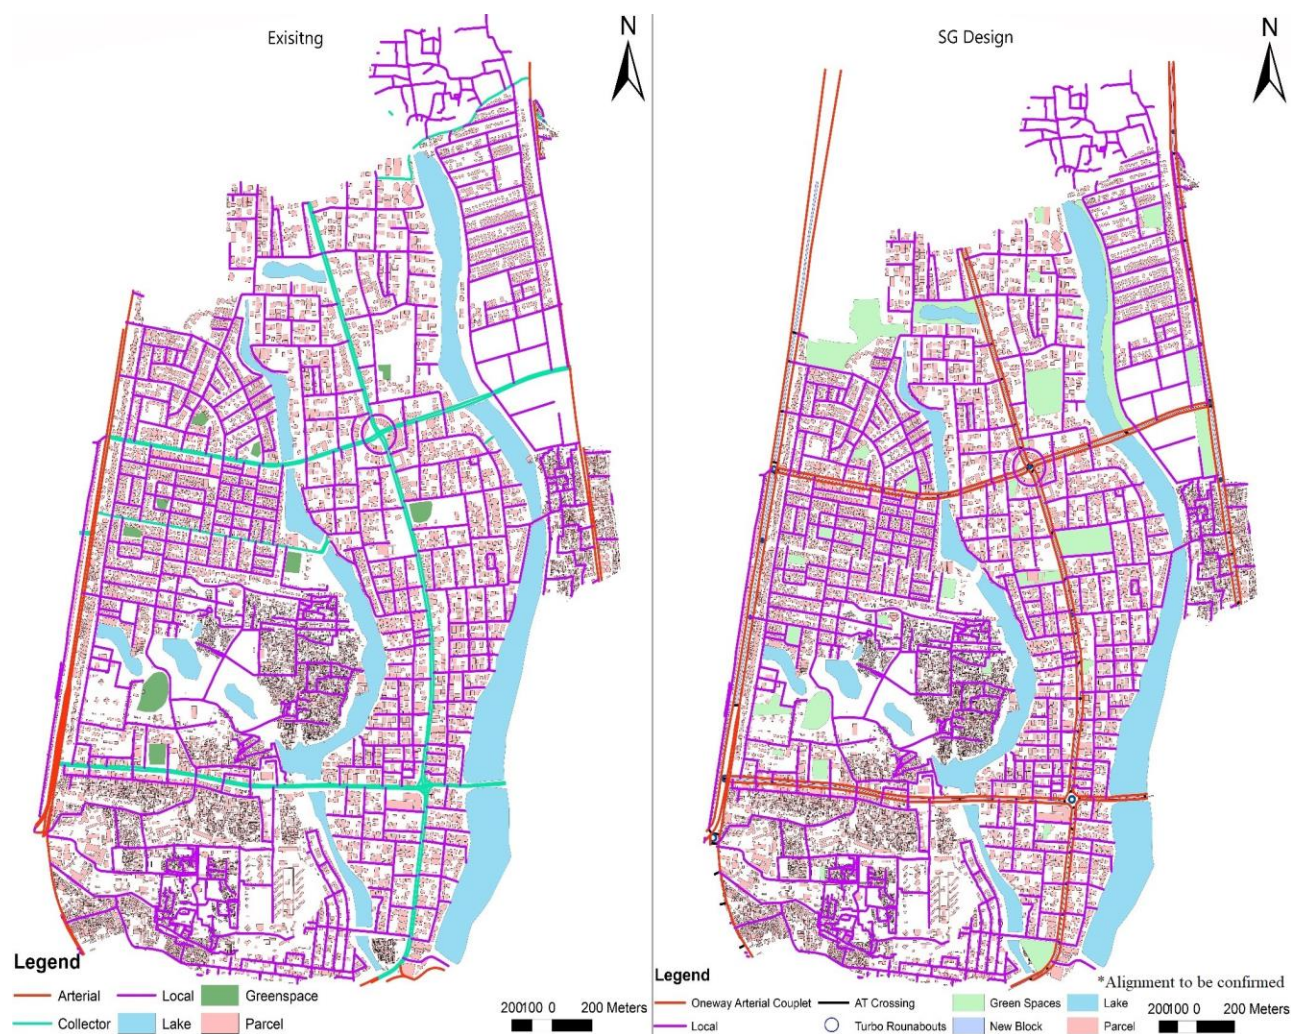 Exisitng
N
SG Design
N
Legend
Arterial
Local
Greenspace
Collector
Lake
Parcel
200100 0 200 Meters
*Alignment to be confirmed
Legend
Oneway Arterial Couplet
AT Crossing
Green Spaces
Lake
Local
Turbo Rounabouts
New Block
Parcel
200100 0 200 Meters